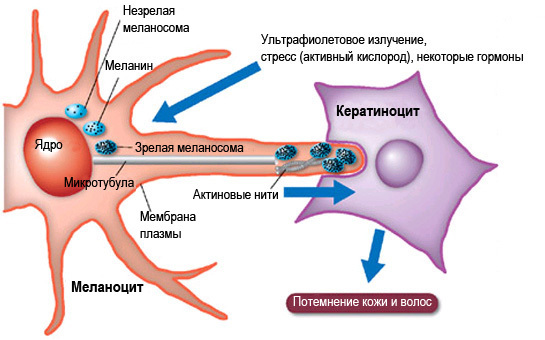 Незрелая
меланосома
Меланин
Ультрафиолетовое излучение,
стресс (активный кислород), некоторые гормоны
Кератиноцит
Ядро
Зрелая меланосома
Микротубула
Актиновые нити
Мембрана
плазмы
Меланоцит
Потемнение кожи и волос